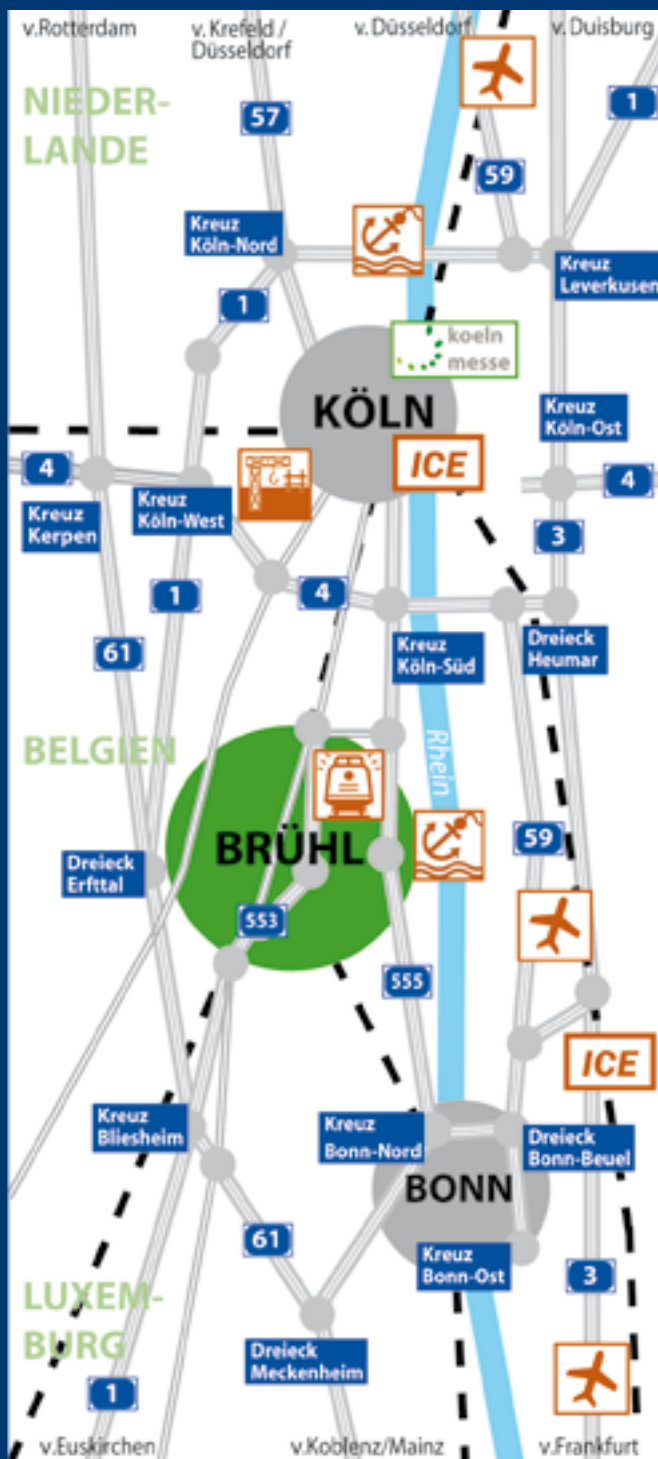 v.Rotterdam
v. Krefeld /
Düsseldorf
v. Düsseldorf
v. Duisburg
NIEDER-
LANDE
57
1
59
Kreuz
Köln-Nord
Kreuz
Leverkusen
1
koeln
messe
KÖLN
Kreuz
Köln-Ost
ICE
4
4
Kreuz
Kerpen
Kreuz
Köln-West
3
1
4
61
Kreuz
Köln-Süd
Dreieck
Heumar
BELGIEN
Rhein
BRÜHL
59
Dreieck
Erfttal
553
555
ICE
Kreuz
Bliesheim
Kreuz
Bonn-Nord
Dreieck
Bonn-Beuel
BONN
61
Kreuz
Bonn-Ost
3
LUXEM-
BURG
Dreieck
Meckenheim
1
v.Euskirchen
v.Koblenz/Mainz
v.Frankfurt